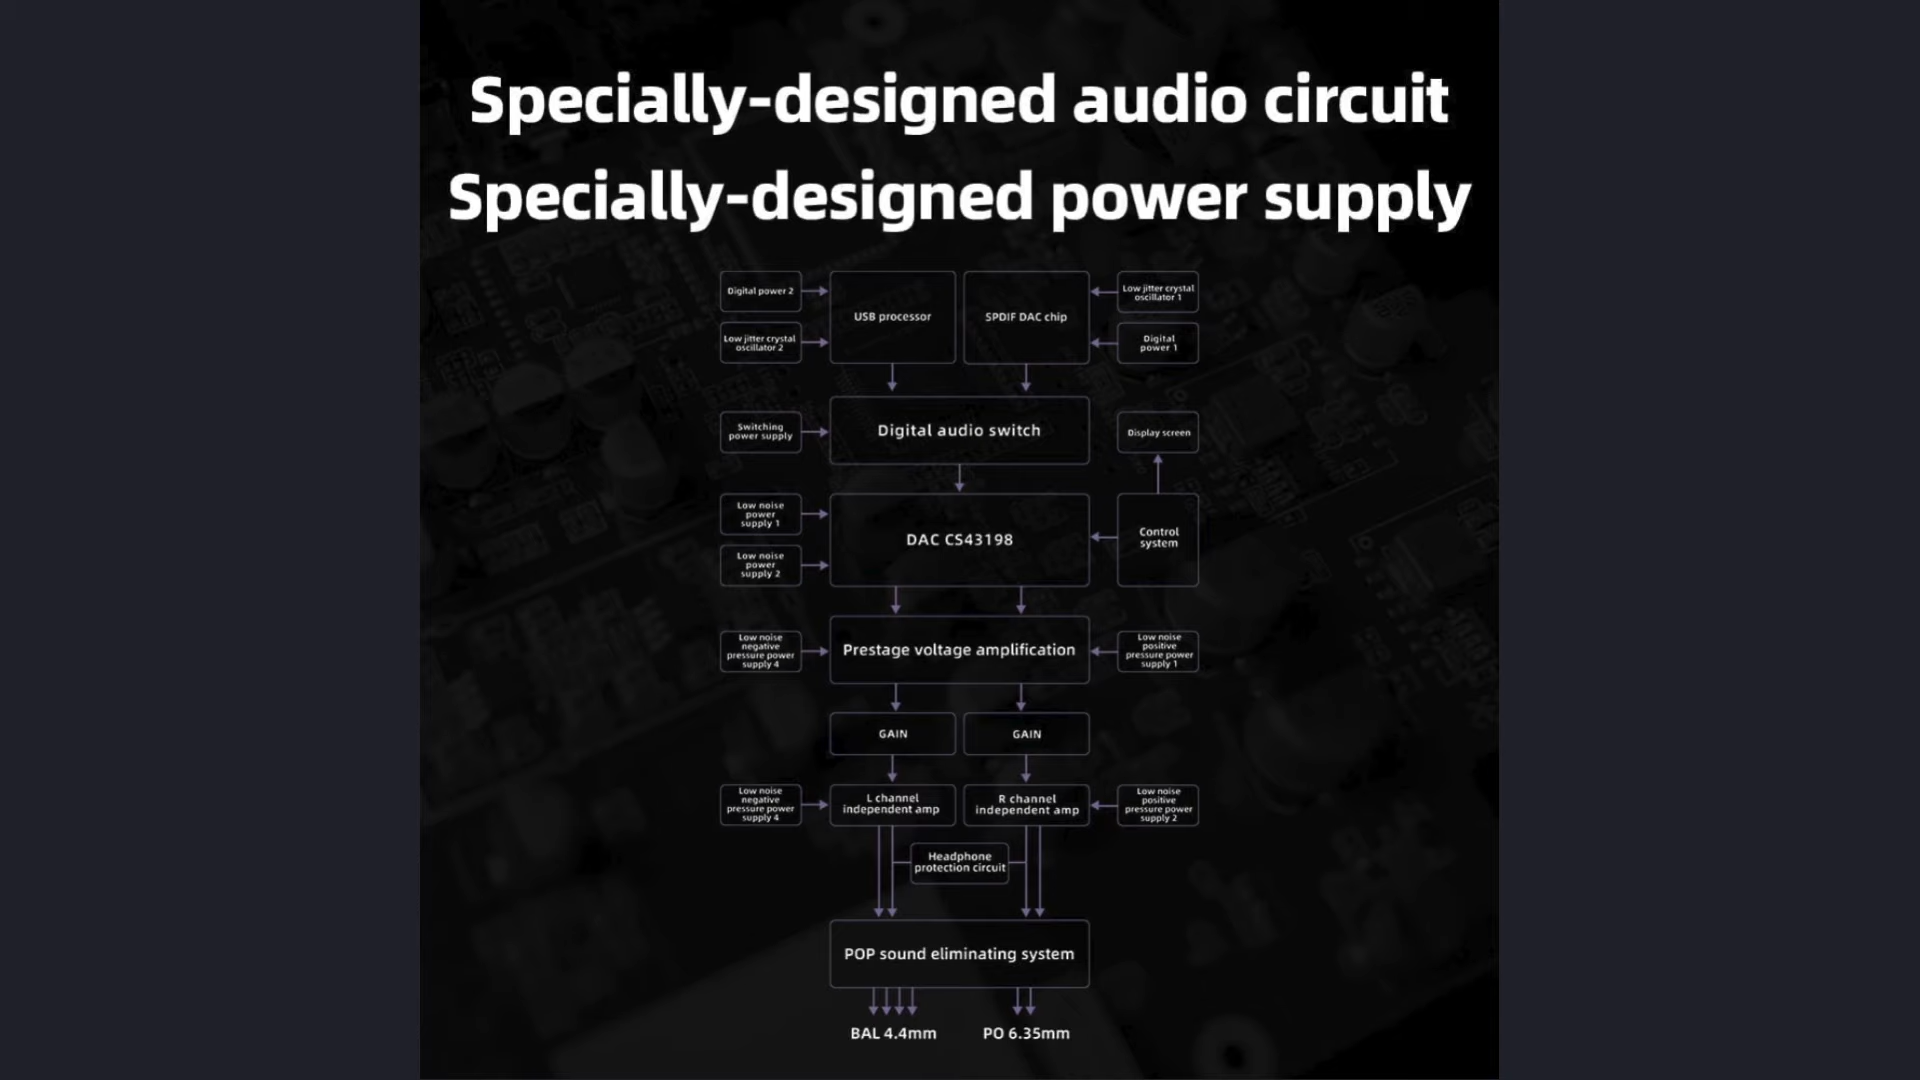 Specially-designed audio circuit
Specially-designed power supply
Digital power 2
USB processor
SPDIF DAC chip
Low jitter crystal
oscillator 1
Low jitter crystal
oscillator 2
Digital
power 1
Switching
power supply
Digital audio switch
Display screen
Low noise
power
supply 1
DAC CS43198
Control
system
Low noise
power
supply 2
Low noise
negative
pressure power
supply 4
Prestage voltage amplification
Low noise
positive
pressure power
supply 1
GAIN
GAIN
Low noise
negative
pressure power
supply 4
L channel
independent amp
R channel
independent amp
Low noise
positive
pressure power
supply 2
Headphone
protection circuit
POP sound eliminating system
BAL 4.4mm
PO 6.35mm